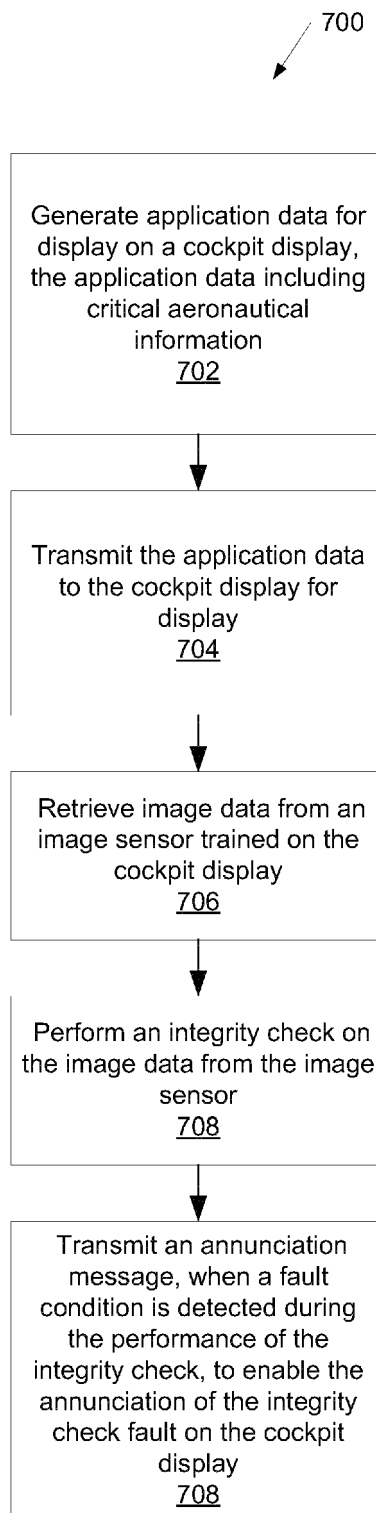 700
Generate application data for
display on a cockpit display,
the application data including
critical aeronautical
information
702
Transmit the application data
to the cockpit display for
display
704
Retrieve image data from an
image sensor trained on the
cockpit display
706
Perform an integrity check on
the image data from the image
sensor
708
Transmit an annunciation
message, when a fault
condition is detected during
the performance of the
integrity check, to enable the
annunciation of the integrity
check fault on the cockpit
display
708